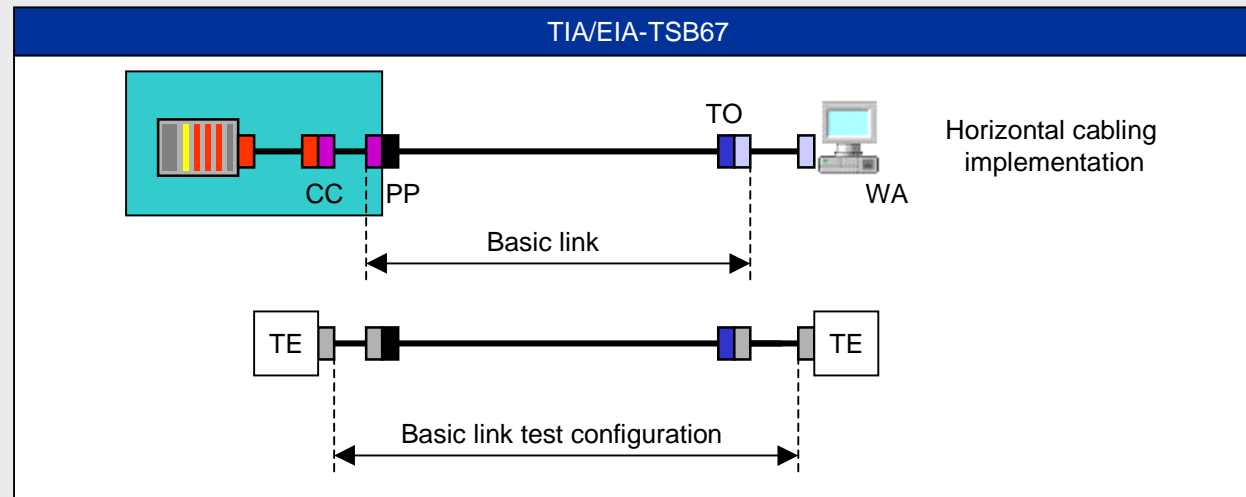 TIA/EIA-TSB67
TO
Horizontal cabling
implementation
CC
PP
WA
Basic link
TE
TE
Basic link test configuration